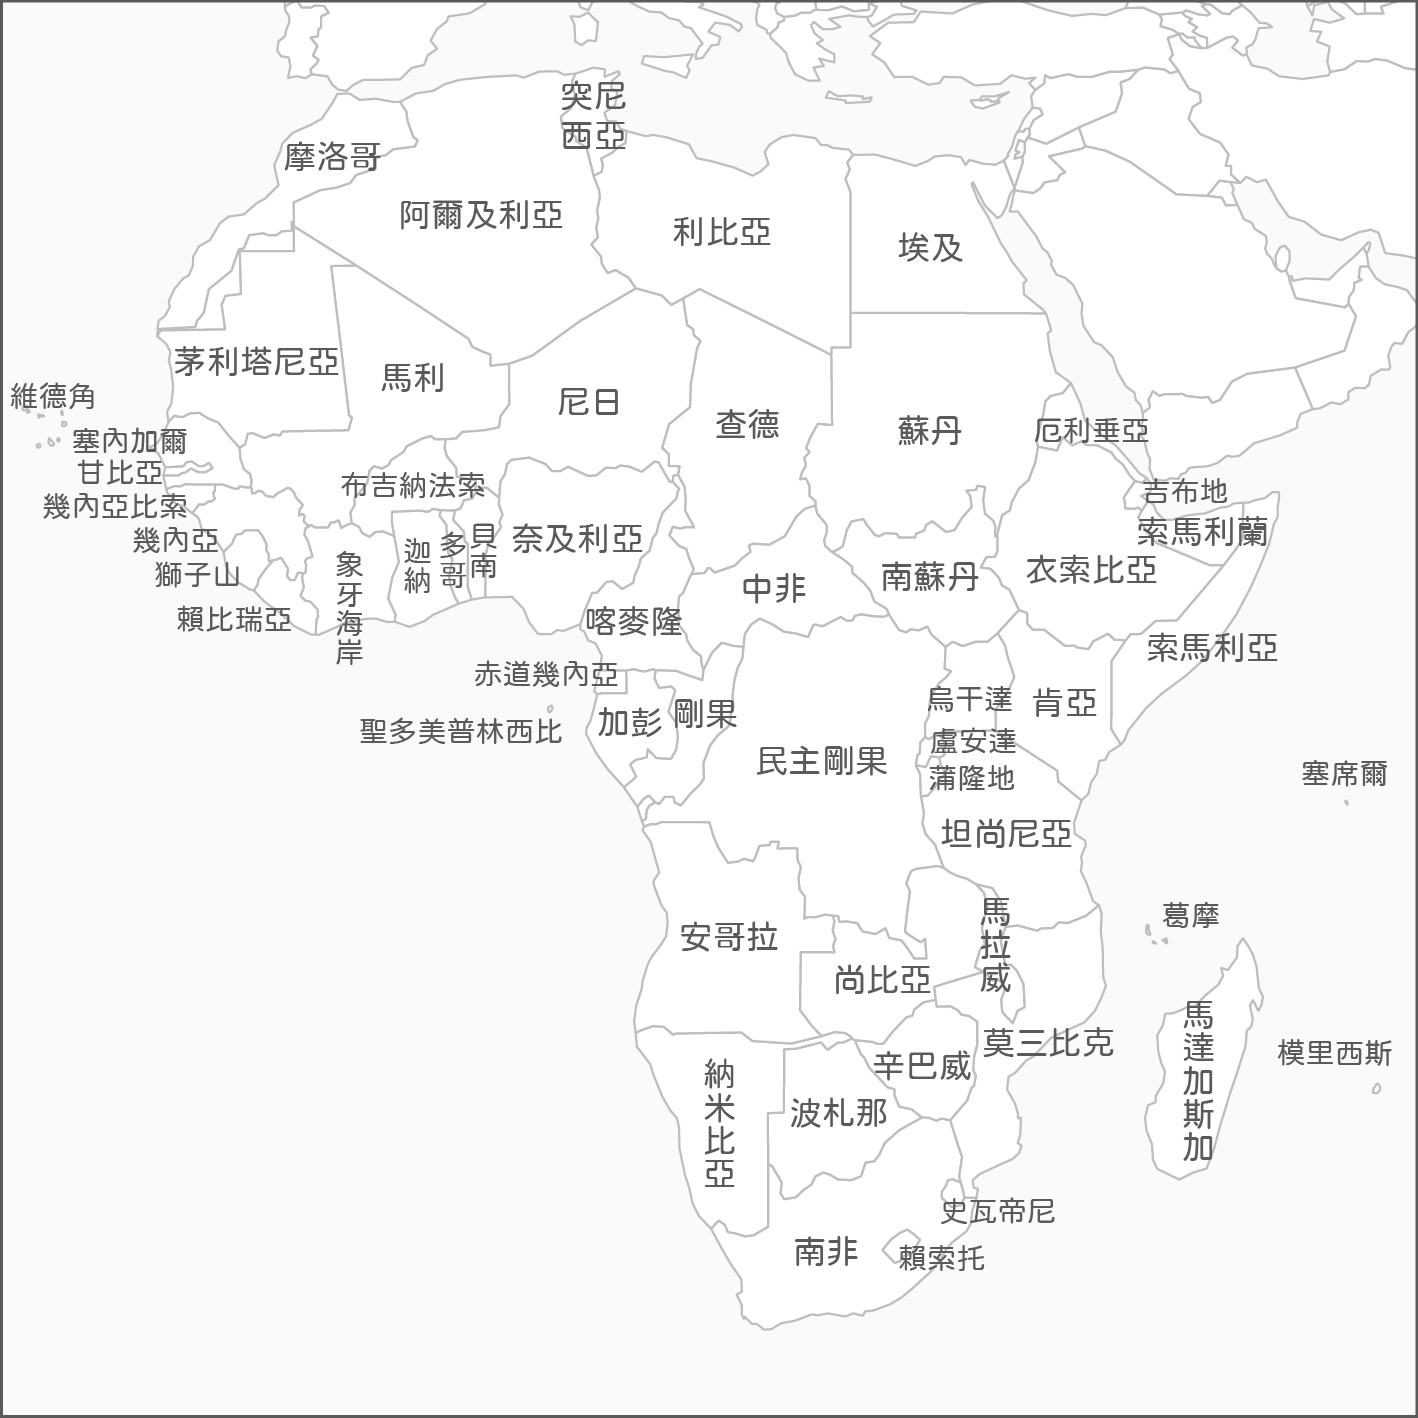 突尼
西亞
摩洛哥
阿爾及利亞
利比亞
埃及
茅利塔尼亞
馬利
尼日
查德
蘇丹
厄利垂亞
維德角
塞內加爾
甘比亞
幾內亞比索
幾內亞
獅子山
賴比瑞亞
布吉納法索
象牙海岸
迦納
多哥
貝南
奈及利亞
吉布地
索馬利蘭
衣索比亞
中非
南蘇丹
喀麥隆
索馬利亞
赤道幾內亞
聖多美普林西比
加彭
剛果
民主剛果
烏干達
肯亞
盧安達
蒲隆地
坦尚尼亞
塞席爾
安哥拉
尚比亞
馬拉威
葛摩
莫三比克
馬達加斯加
模里西斯
辛巴威
納米比亞
波札那
史瓦帝尼
南非
賴索托